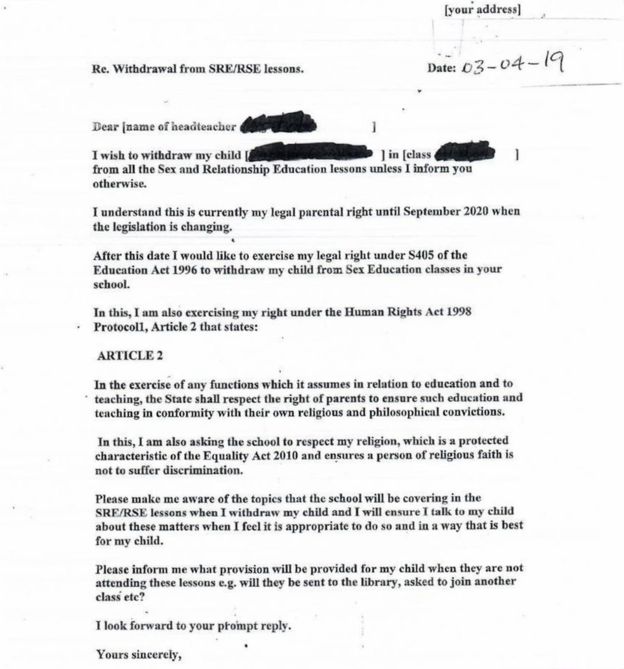 [your address]
Re. Withdrawal from SRE/RSE lessons.
Date: 03-04-19
Dear [name of headteacher ]
I wish to withdraw my child [ ] in [class ]
from all the Sex and Relationship Education lessons unless I inform you
otherwise.
I understand this is currently my legal parental right until September 2020 when
the legislation is changing.
After this date I would like to exercise my legal right under S405 of the
Education Act 1996 to withdraw my child from Sex Education classes in your
school.
In this, I am also exercising my right under the Human Rights Act 1998
Protocol1, Article 2 that states:
ARTICLE 2
In the exercise of any functions which it assumes in relation to education and to
teaching, the State shall respect the right of parents to ensure such education and
teaching in conformity with their own religious and philosophical convictions.
In this, I am also asking the school to respect my religion, which is a protected
characteristic of the Equality Act 2010 and ensures a person of religious faith is
not to suffer discrimination.
Please make me aware of the topics that the school will be covering in the
SRE/RSE lessons when I withdraw my child and I will ensure I talk to my child
about these matters when I feel it is appropriate to do so and in a way that is best
for my child.
Please inform me what provision will be provided for my child when they are not
attending these lessons e.g. will they be sent to the library, asked to join another
class etc?
I look forward to your prompt reply.
Yours sincerely,